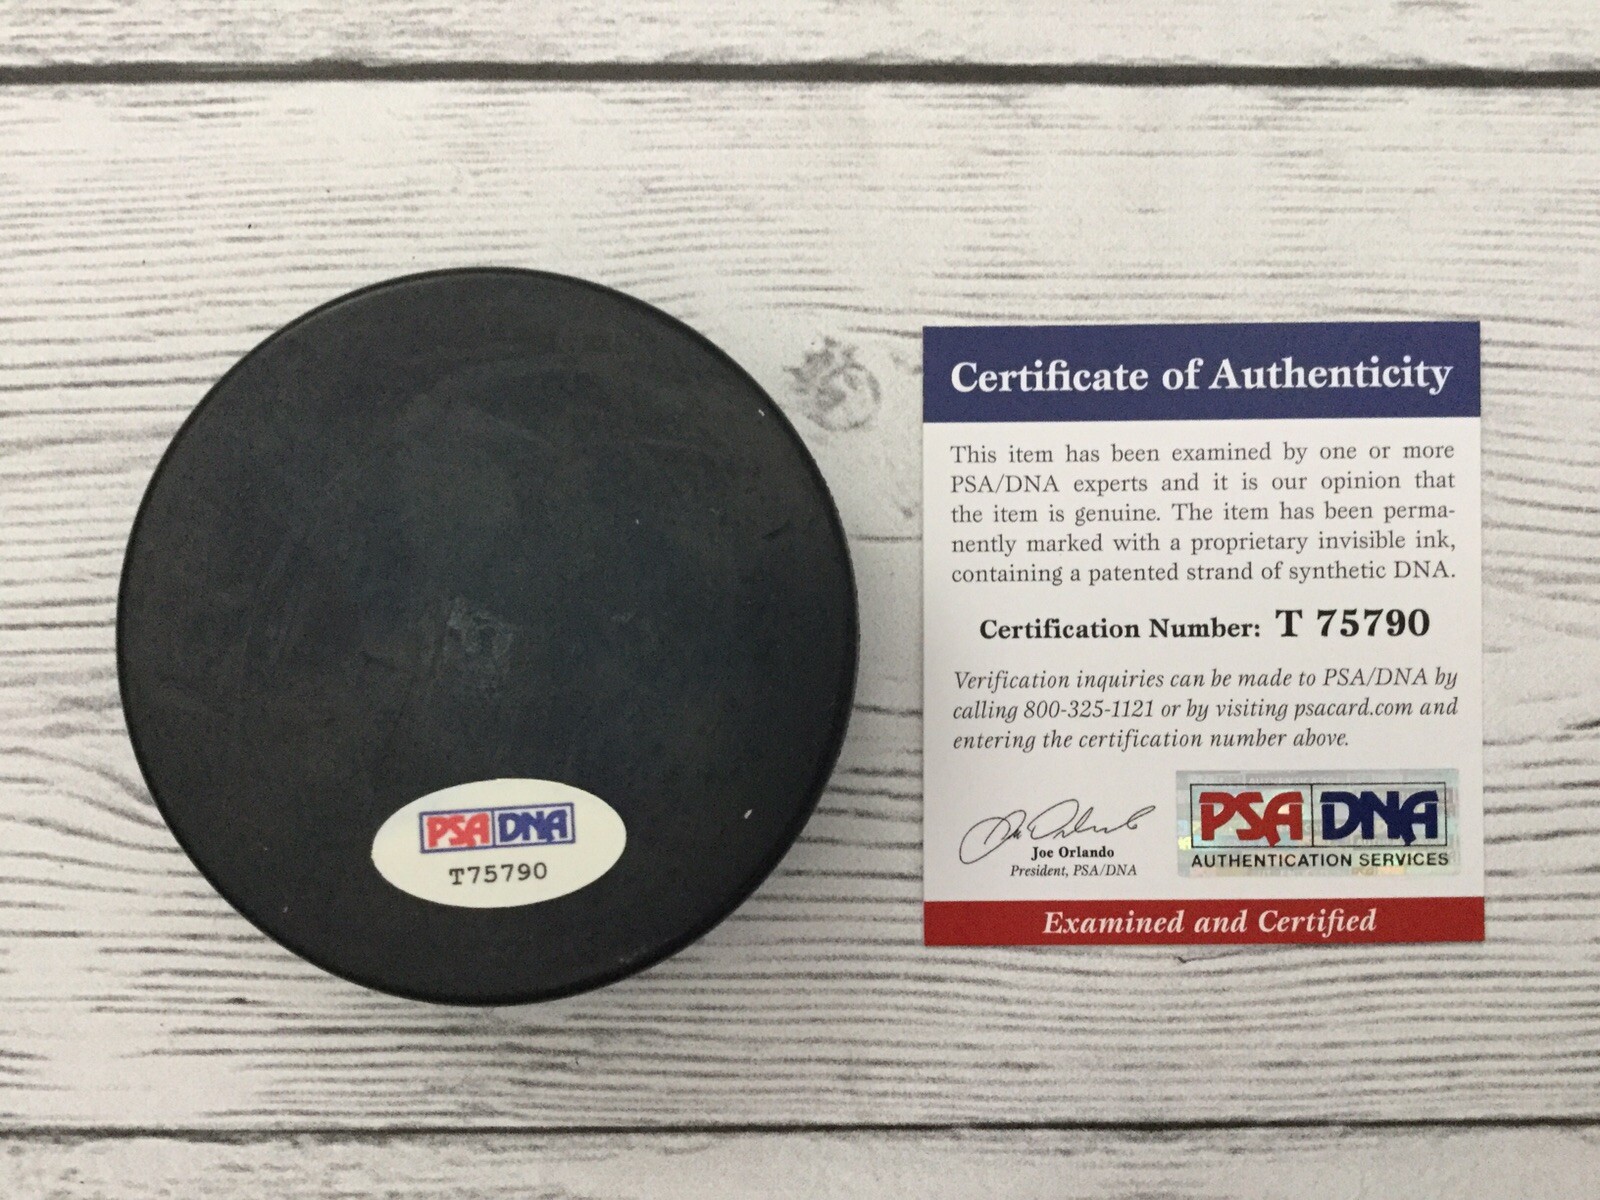 PSA DNA
T75790
Certificate of Authenticity
This item has been examined by one or more
PSA/DNA experts and it is our opinion that
the item is genuine. The item has been perma-
nently marked with a proprietary invisible ink,
containing a patented strand of synthetic DNA.
Certification Number: T 75790
Verification inquiries can be made to PSA/DNA by
calling 800-325-1121 or by visiting psacard.com and
entering the certification number above.
Joe Orlando
President, PSA/DNA
PSA DNA
AUTHENTICATION SERVICES
Examined and Certified